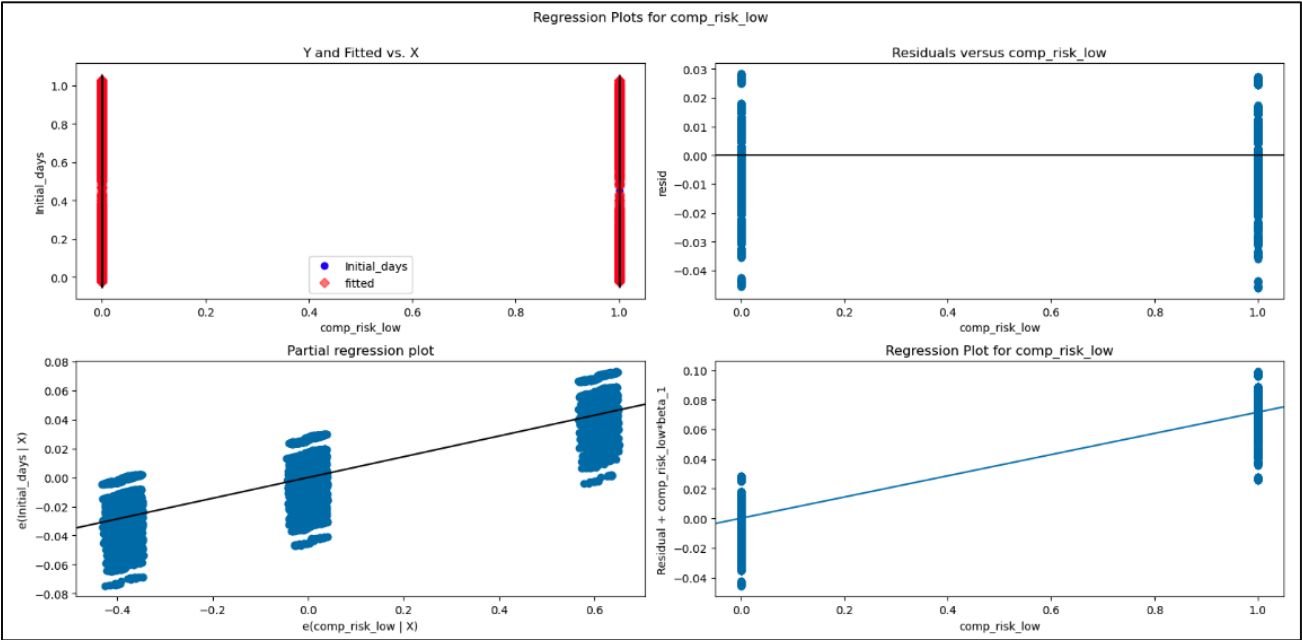 Regression Plots for comp_risk_low
Y and Fitted vs. X
Initial_days
1.0
0.8
0.6
0.4
0.2
0.0
Initial_days
fitted
0.0 0.2 0.4 0.6 0.8 1.0
comp_risk_low
Residuals versus comp_risk_low
resid
0.03
0.02
0.01
0.00
−0.01
−0.02
−0.03
−0.04
0.0 0.2 0.4 0.6 0.8 1.0
comp_risk_low
Partial regression plot
e(Initial_days | X)
0.08
0.06
0.04
0.02
0.00
−0.02
−0.04
−0.06
−0.08
−0.4 −0.2 0.0 0.2 0.4 0.6
e(comp_risk_low | X)
Regression Plot for comp_risk_low
Residual + comp_risk_low*beta_1
0.10
0.08
0.06
0.04
0.02
0.00
−0.02
−0.04
0.0 0.2 0.4 0.6 0.8 1.0
comp_risk_low